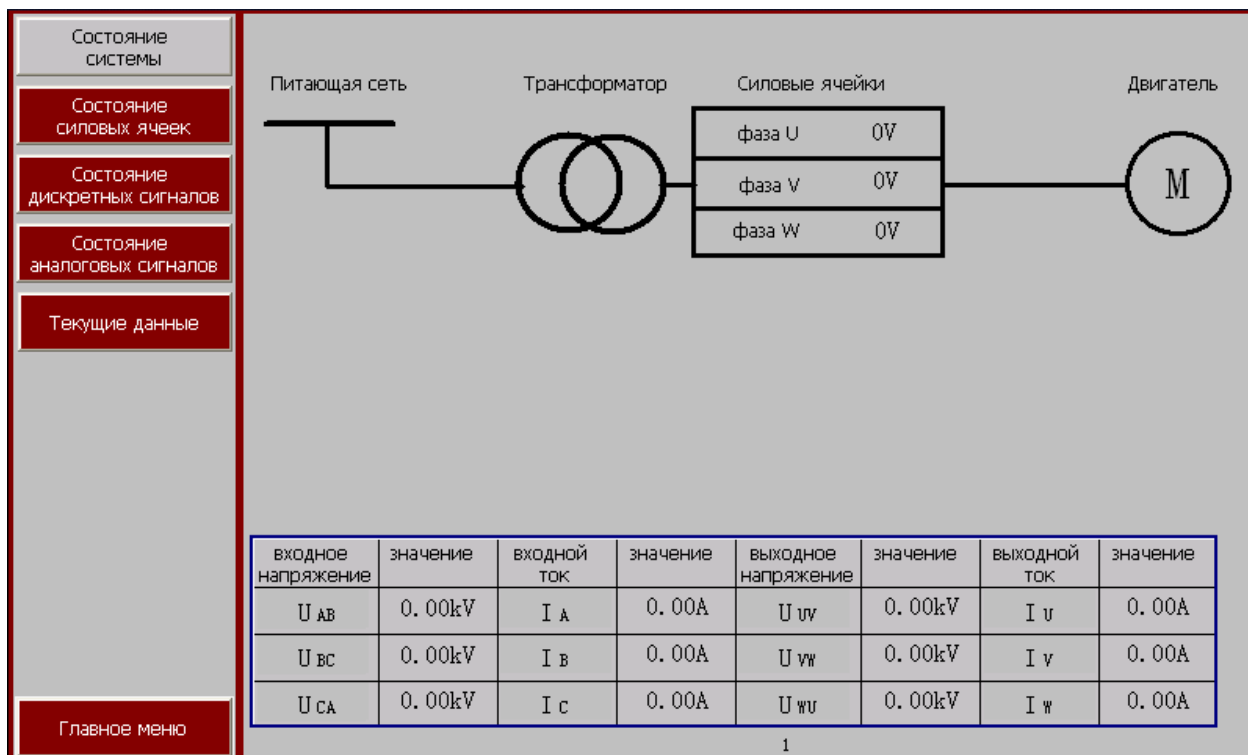 Состояние
системы
Состояние
силовых ячеек
Состояние
дискретных сигналов
Состояние
аналоговых сигналов
Текущие данные
Главное меню
Питающая сеть Трансформатор Силовые ячейки Двигатель
фаза U 0V
фаза V 0V
фаза W 0V
M
входное напряжение значение входной ток значение выходное напряжение значение выходной ток значение
U AB 0.00kV I A 0.00A U UV 0.00kV I U 0.00A
U BC 0.00kV I B 0.00A U VW 0.00kV I V 0.00A
U CA 0.00kV I C 0.00A U WU 0.00kV I W 0.00A
1